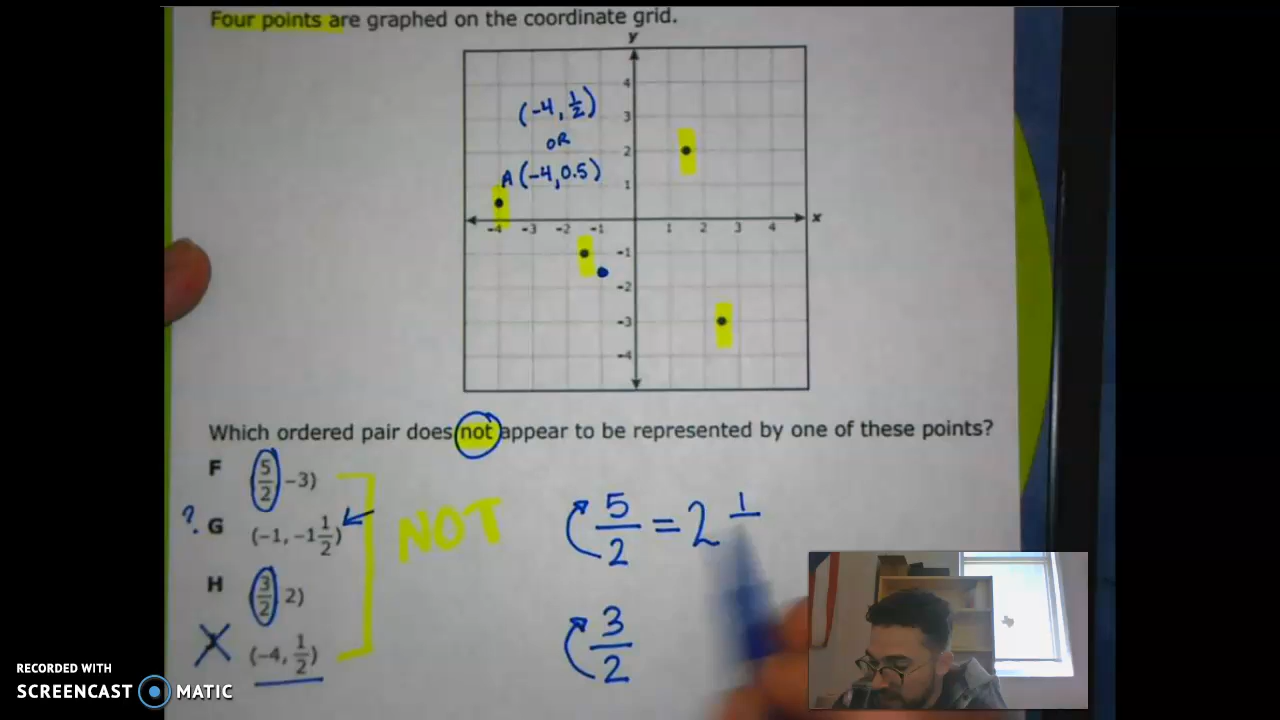 Four points are graphed on the coordinate grid.
y
4
(-4, 1/2)
3
OR
2
A (-4, 0.5)
1
-4 -3 -2 -1 1 2 3 4 x
-1
-2
-3
-4
Which ordered pair does not appear to be represented by one of these points?
F (5/2, -3)
? G (-1, -1 1/2)
H (3/2, 2)
(-4, 1/2)
NOT
5/2 = 2 1
3/2
RECORDED WITH
SCREENCAST MATIC